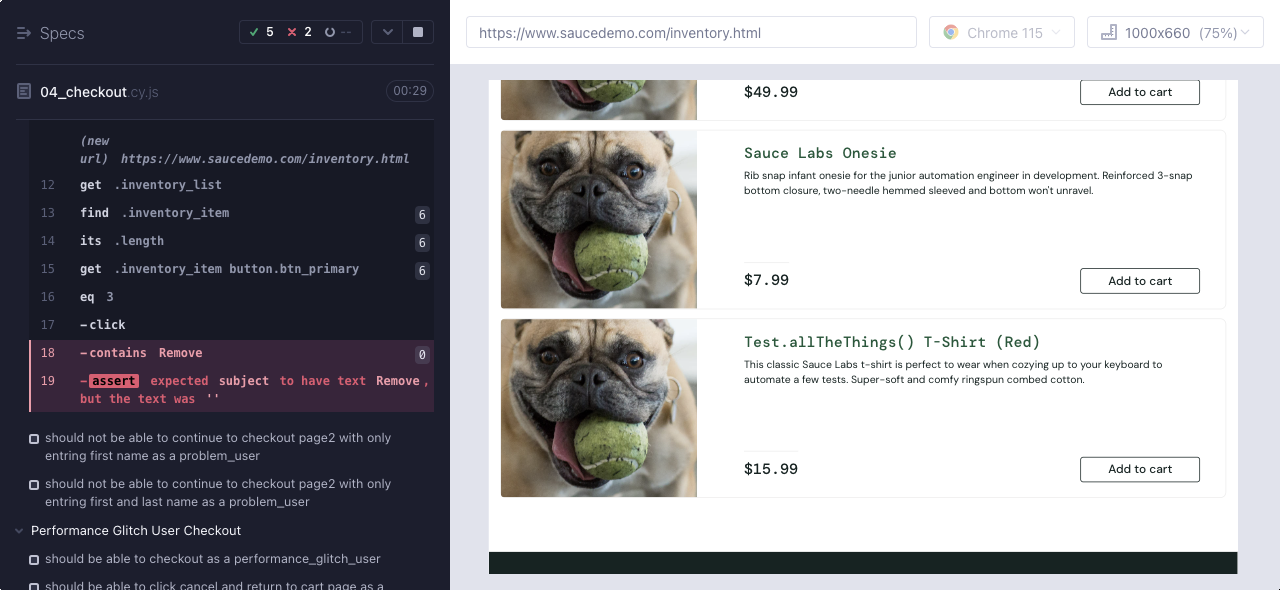 Specs
5
2
--
04_checkout.cy.js
00:29
(new
url) https://www.saucedemo.com/inventory.html
12 get .inventory_list
13 find .inventory_item 6
14 its .length 6
15 get .inventory_item button.btn_primary 6
16 eq 3
17 -click
18 -contains Remove 0
19 -assert expected subject to have text Remove,
but the text was ''
should not be able to continue to checkout page2 with only
entring first name as a problem_user
should not be able to continue to checkout page2 with only
entring first and last name as a problem_user
Performance Glitch User Checkout
should be able to checkout as a performance_glitch_user
should be able to click cancel and return to cart page as a
https://www.saucedemo.com/inventory.html
Chrome 115
1000x660 (75%)
$49.99
Add to cart
Sauce Labs Onesie
Rib snap infant onesie for the junior automation engineer in development. Reinforced 3-snap
bottom closure, two-needle hemmed sleeved and bottom won't unravel.
$7.99
Add to cart
Test.allTheThings() T-Shirt (Red)
This classic Sauce Labs t-shirt is perfect to wear when cozying up to your keyboard to
automate a few tests. Super-soft and comfy ringspun combed cotton.
$15.99
Add to cart